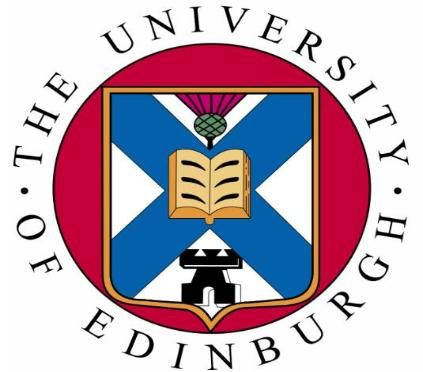 · THE UNIVERSITY ·
OF EDINBURGH